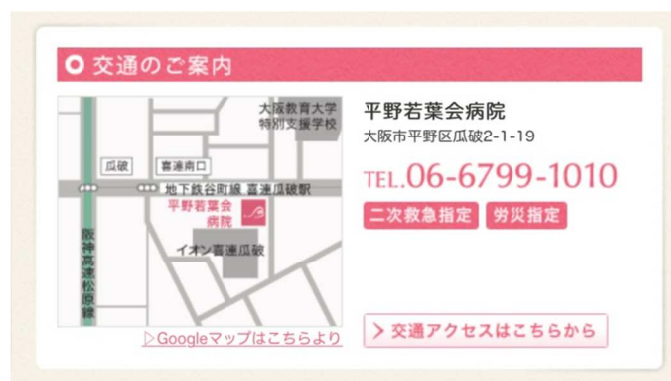 交通のご案内
大阪教育大学
特別支援学校
瓜破
喜連南口
地下鉄谷町線 喜連瓜破駅
平野若葉会
病院
イオン喜連瓜破
阪神高速松原線
▷Googleマップはこちらより
平野若葉会病院
大阪市平野区瓜破2-1-19
TEL.06-6799-1010
二次救急指定 労災指定
交通アクセスはこちらから